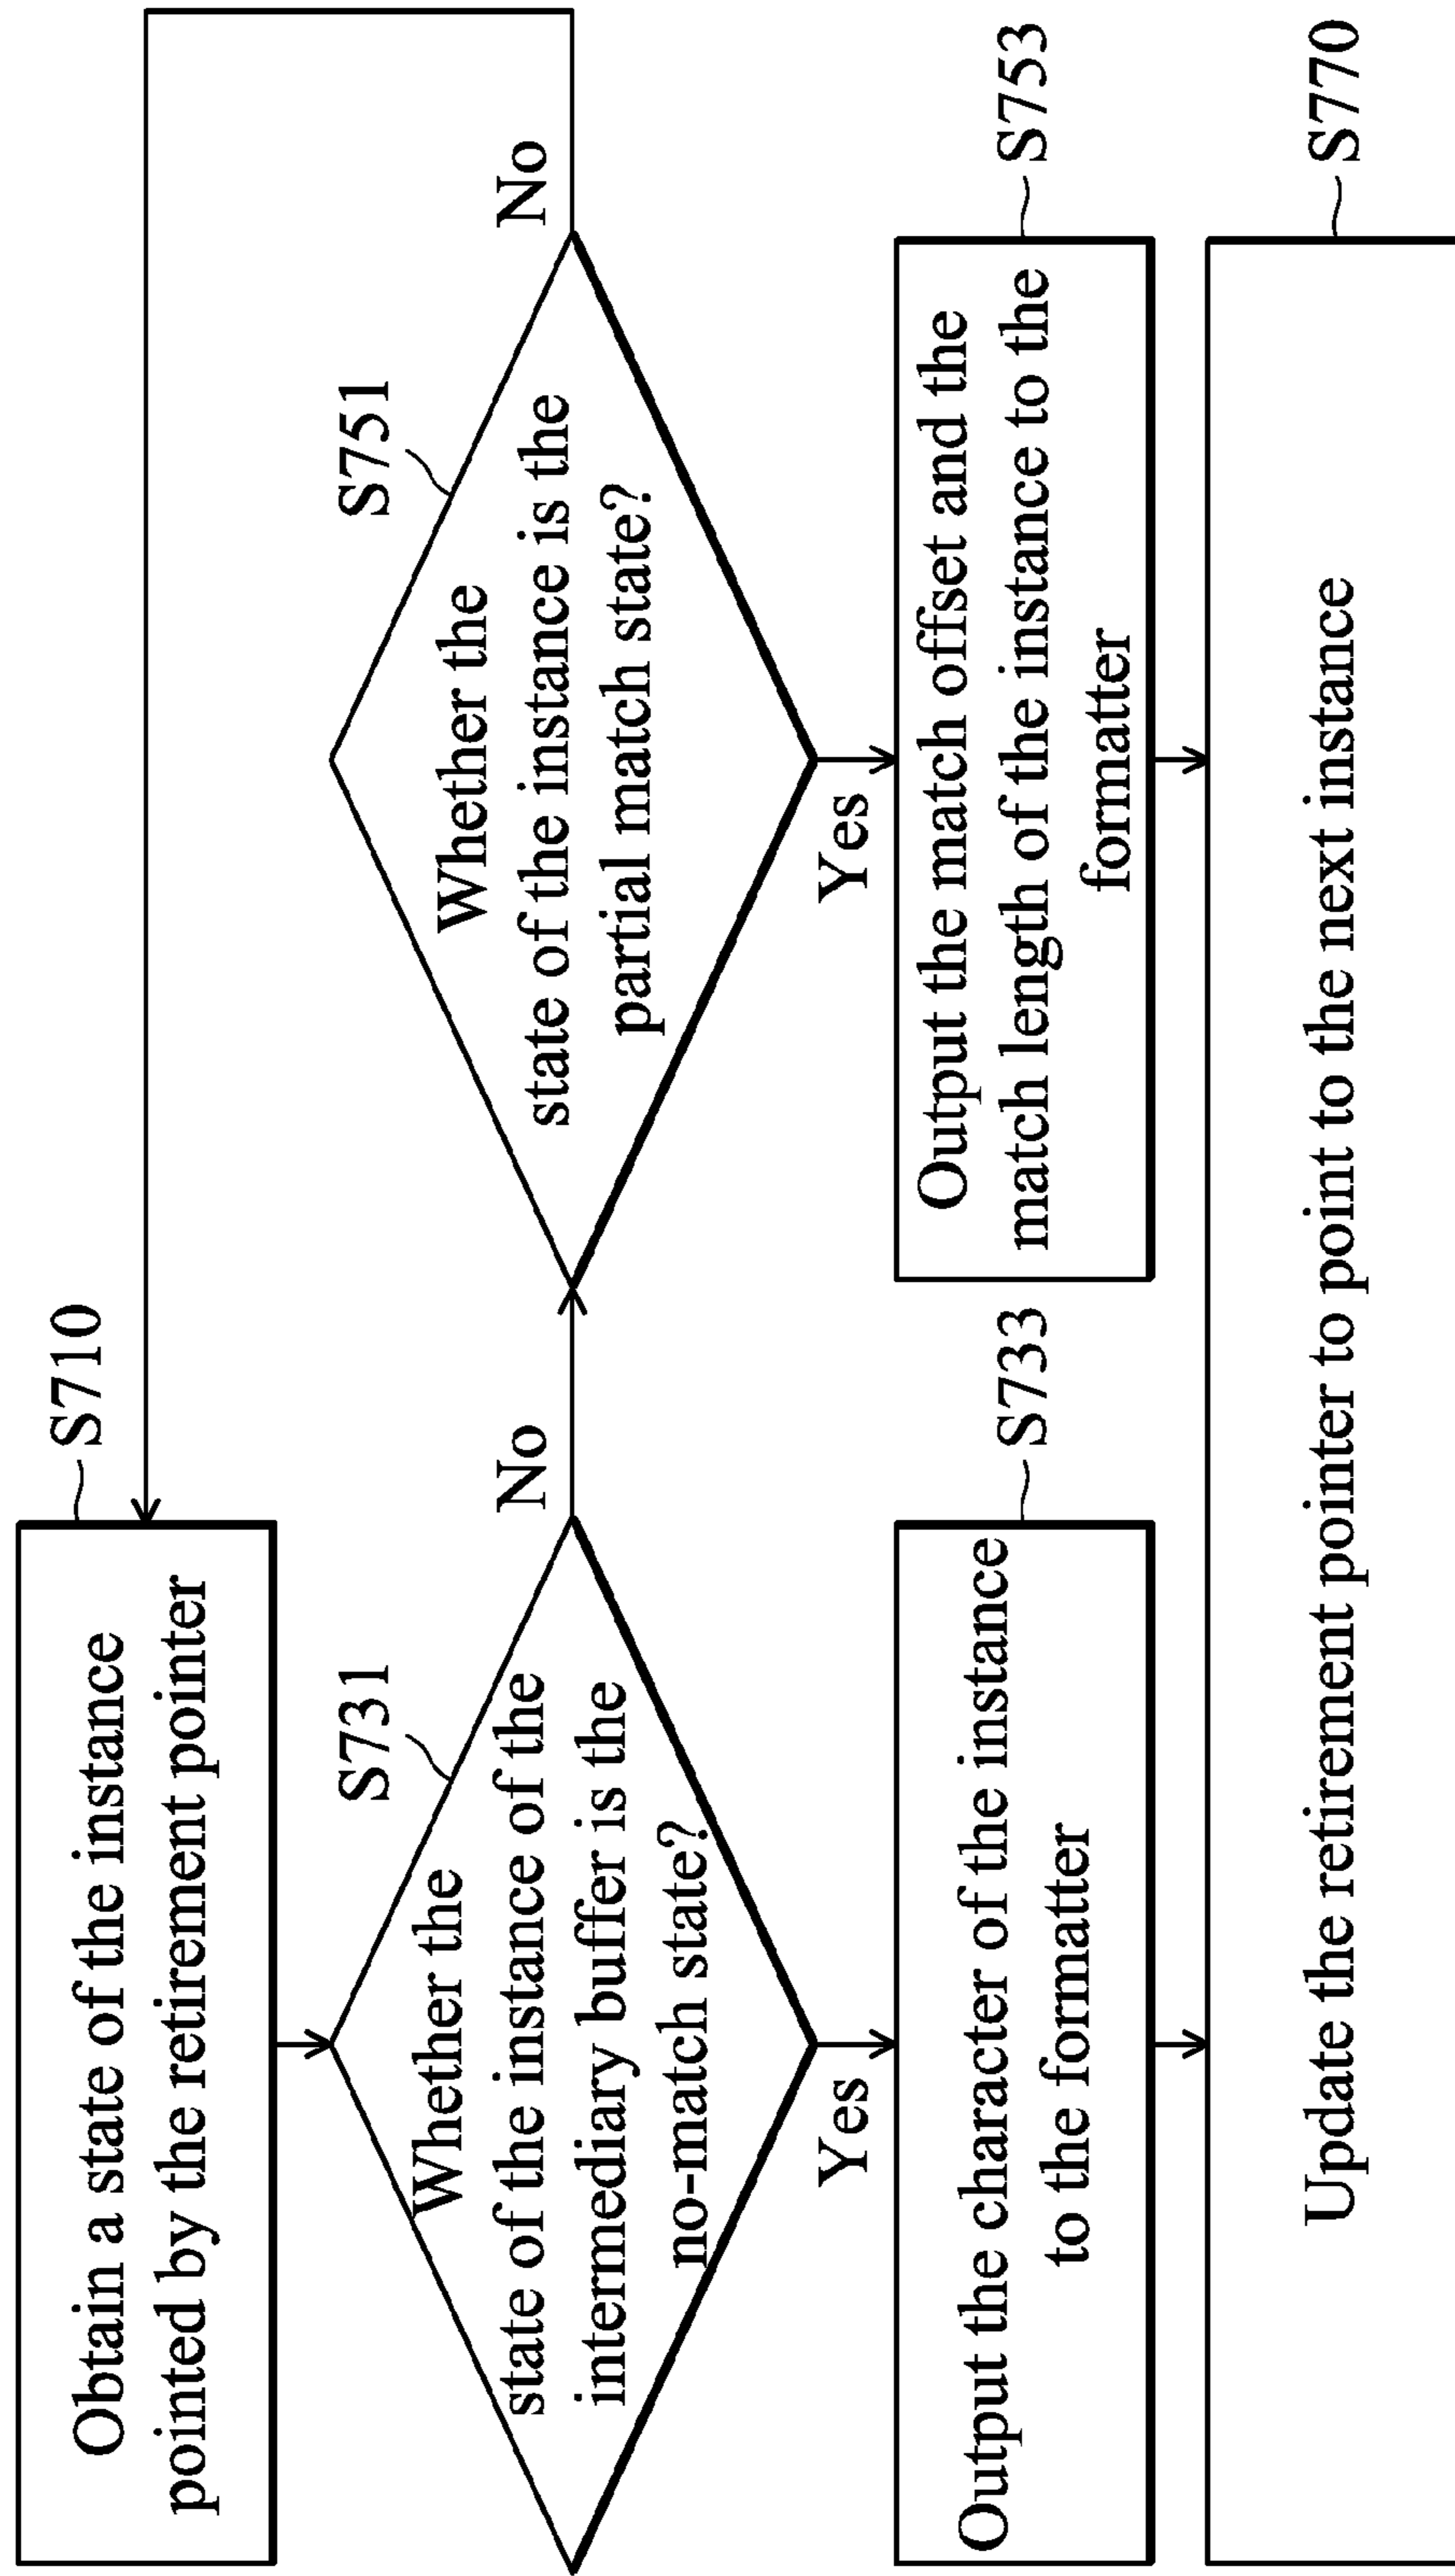 S710
Obtain a state of the instance
pointed by the retirement pointer
S731
Whether the
state of the instance of the
intermediary buffer is the
no-match state?
No
Yes
S751
Whether the
state of the instance is the
partial match state?
No
Yes
S733
Output the character of the instance
to the formatter
S753
Output the match offset and the
match length of the instance to the
formatter
S770
Update the retirement pointer to point to the next instance